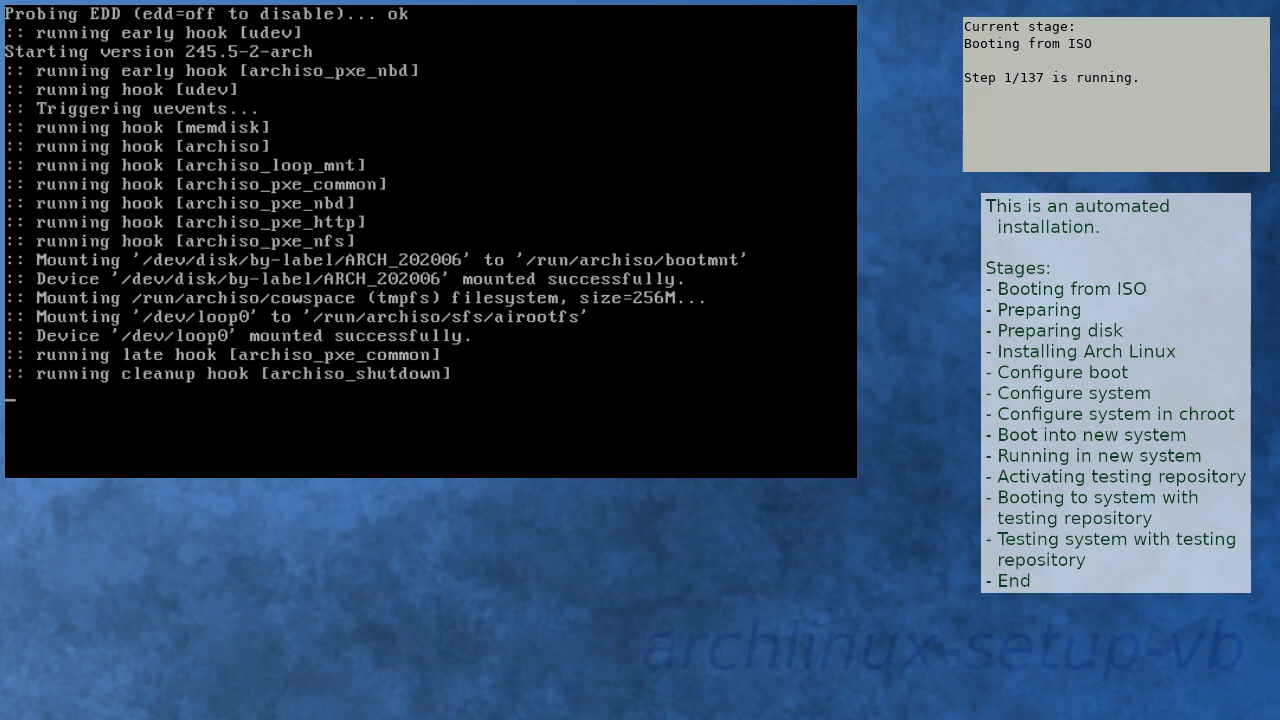 Probing EDD (edd=off to disable)... ok
:: running early hook [udev]
Starting version 245.5-2-arch
:: running early hook [archiso_pxe_nbd]
:: running hook [udev]
:: Triggering uevents...
:: running hook [memdisk]
:: running hook [archiso]
:: running hook [archiso_loop_mnt]
:: running hook [archiso_pxe_common]
:: running hook [archiso_pxe_nbd]
:: running hook [archiso_pxe_http]
:: running hook [archiso_pxe_nfs]
:: Mounting '/dev/disk/by-label/ARCH_202006' to '/run/archiso/bootmnt'
:: Device '/dev/disk/by-label/ARCH_202006' mounted successfully.
:: Mounting /run/archiso/cowspace (tmpfs) filesystem, size=256M...
:: Mounting '/dev/loop0' to '/run/archiso/sfs/airootfs'
:: Device '/dev/loop0' mounted successfully.
:: running late hook [archiso_pxe_common]
:: running cleanup hook [archiso_shutdown]
Current stage:
Booting from ISO
Step 1/137 is running.
This is an automated
installation.
Stages:
- Booting from ISO
- Preparing
- Preparing disk
- Installing Arch Linux
- Configure boot
- Configure system
- Configure system in chroot
- Boot into new system
- Running in new system
- Activating testing repository
- Booting to system with
testing repository
- Testing system with testing
repository
- End
archlinux-setup-vb